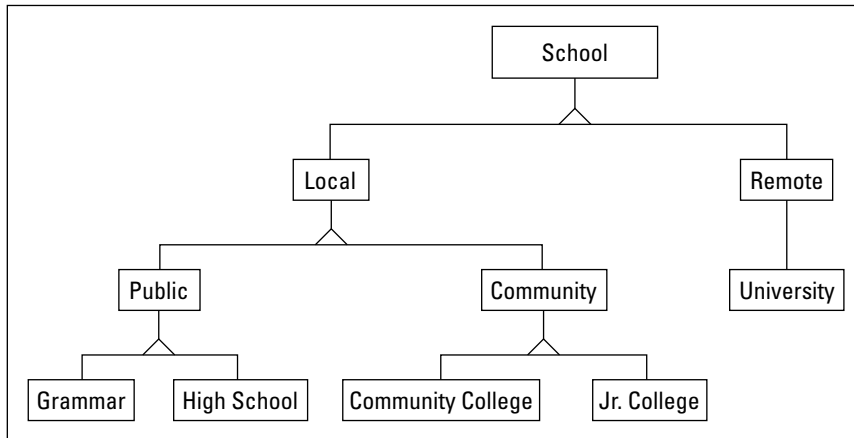 School
Local
Remote
Public
Community
University
Grammar
High School
Community College
Jr. College